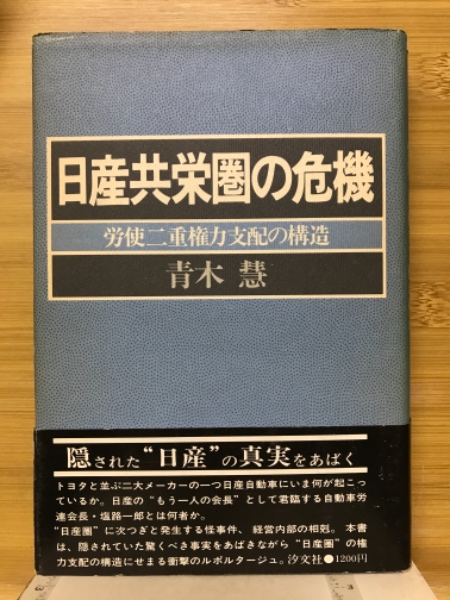 日産共栄圏の危機
労使二重権力支配の構造
青木 慧
隠された“日産”の真実をあばく
トヨタと並ぶ二大メーカーの一つ日産自動車にいま何が起こっ
ているか。日産の“もう一人の会長”として君臨する自動車労
連会長・塩路一郎とは何者か。
“日産圏”に次つぎと発生する怪事件、経営内部の相剋。本書
は、隠されていた驚くべき事実をあばきながら“日産圏”の権
力支配の構造にせまる衝撃のルポルタージュ。汐文社●1200円